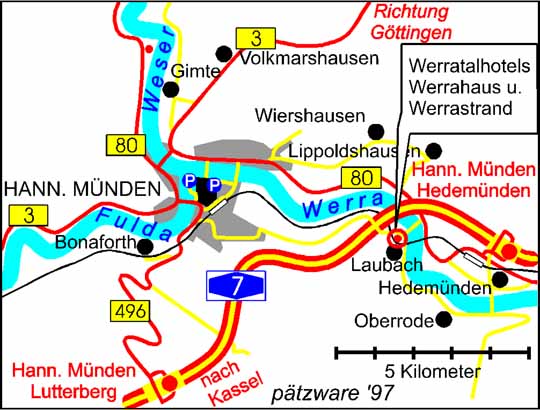 Richtung
Göttingen
3
Weser
Volkmarshausen
Gimte
Werratalhotels
Werrahaus u.
Werrastrand
Wiershausen
Lippoldshausen
80
80
Hann. Münden
Hedemünden
P
P
HANN. MÜNDEN
Werra
3
Fulda
Bonaforth
Laubach
7
Hedemünden
496
Oberrode
Hann. Münden
Lutterberg
nach
Kassel
5 Kilometer
pätzware '97